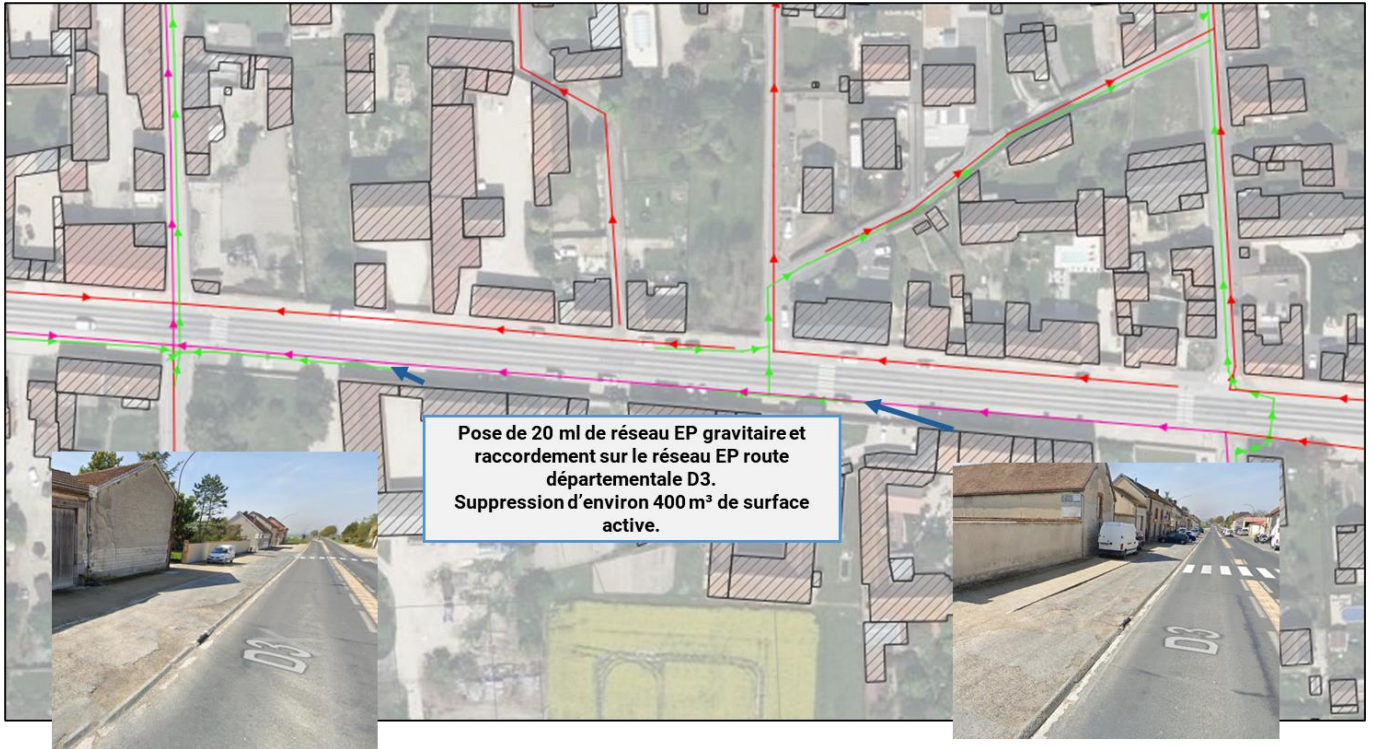 Pose de 20 ml de réseau EP gravitaire et
raccordement sur le réseau EP route
départementale D3.
Suppression d'environ 400 m³ de surface
active.
D3
D3